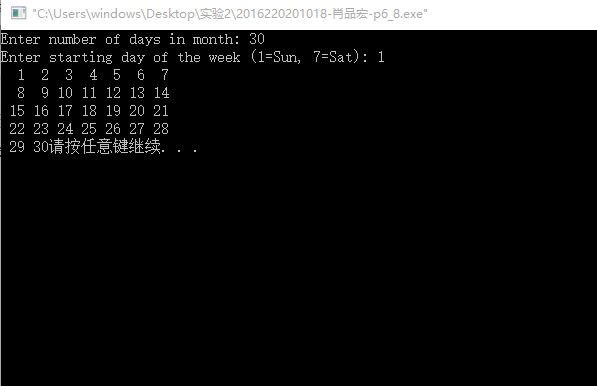 "C:\Users\windows\Desktop\实验2\2016220201018-肖品宏-p6_8.exe"
Enter number of days in month: 30
Enter starting day of the week (1=Sun, 7=Sat): 1
  1  2  3  4  5  6  7
  8  9 10 11 12 13 14
 15 16 17 18 19 20 21
 22 23 24 25 26 27 28
 29 30请按任意键继续. . .